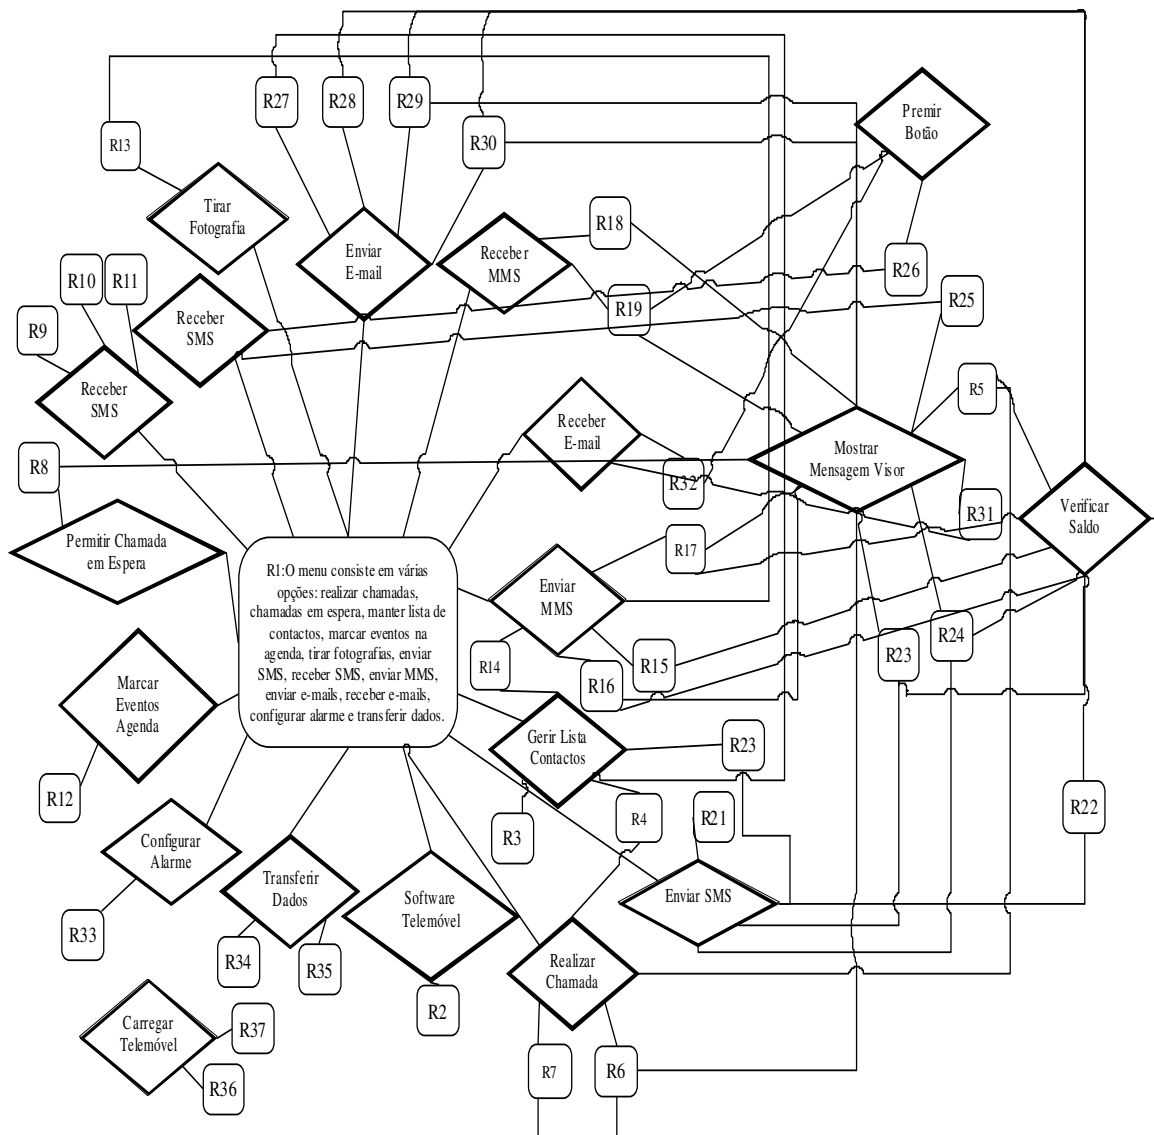 R27
R28
R29
R30
Premir
Botão
R13
Tirar
Fotografia
Enviar
E-mail
Receber
MMS
R18
R26
R10
R11
R9
Receber
SMS
R19
R25
Receber
SMS
R5
Receber
E-mail
Mostrar
Mensagem Visor
R8
R32
R31
Verificar
Saldo
Permitir Chamada
em Espera
R17
R1:O menu consiste em várias
opções: realizar chamadas,
chamadas em espera, manter lista de
contactos, marcar eventos na
agenda, tirar fotografias, enviar
SMS, receber SMS, enviar MMS,
enviar e-mails, receber e-mails,
configurar alarme e transferir dados.
Enviar
MMS
R14
R15
R16
R23
R24
Marcar
Eventos
Agenda
Gerir Lista
Contactos
R23
R12
R3
R4
R21
R22
Configurar
Alarme
Transferir
Dados
Software
Telemóvel
Enviar SMS
R33
R34
R35
R2
Realizar
Chamada
Carregar
Telemóvel
R37
R36
R7
R6